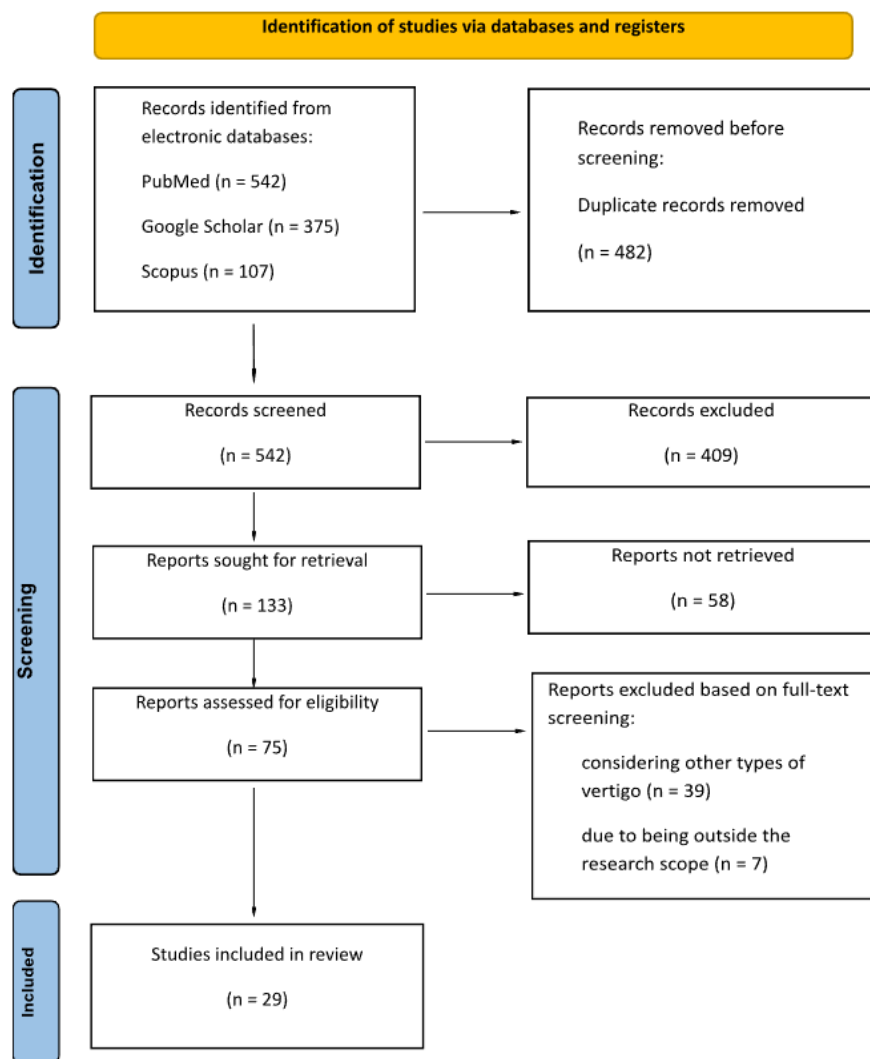 Identification of studies via databases and registers
Identification
Records identified from
electronic databases:
PubMed (n = 542)
Google Scholar (n = 375)
Scopus (n = 107)
Records removed before
screening:
Duplicate records removed
(n = 482)
Screening
Records screened
(n = 542)
Records excluded
(n = 409)
Reports sought for retrieval
(n = 133)
Reports not retrieved
(n = 58)
Reports assessed for eligibility
(n = 75)
Reports excluded based on full-text
screening:
considering other types of
vertigo (n = 39)
due to being outside the
research scope (n = 7)
Included
Studies included in review
(n = 29)